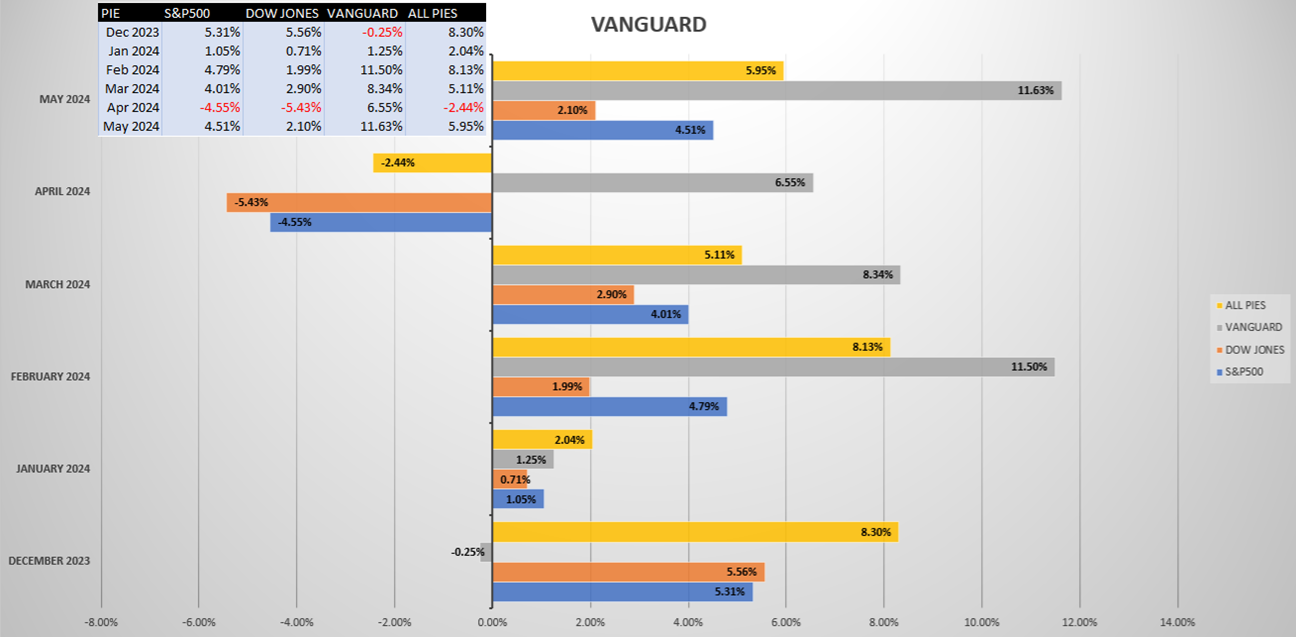 PIE S&P500 DOW JONES VANGUARD ALL PIES
Dec 2023 5.31% 5.56% -0.25% 8.30%
Jan 2024 1.05% 0.71% 1.25% 2.04%
Feb 2024 4.79% 1.99% 11.50% 8.13%
Mar 2024 4.01% 2.90% 8.34% 5.11%
Apr 2024 -4.55% -5.43% 6.55% -2.44%
May 2024 4.51% 2.10% 11.63% 5.95%
VANGUARD
MAY 2024
5.95%
11.63%
2.10%
4.51%
APRIL 2024
-2.44%
6.55%
-5.43%
-4.55%
MARCH 2024
5.11%
8.34%
2.90%
4.01%
FEBRUARY 2024
8.13%
11.50%
1.99%
4.79%
JANUARY 2024
2.04%
1.25%
0.71%
1.05%
DECEMBER 2023
8.30%
-0.25%
5.56%
5.31%
-8.00% -6.00% -4.00% -2.00% 0.00% 2.00% 4.00% 6.00% 8.00% 10.00% 12.00% 14.00%
ALL PIES
VANGUARD
DOW JONES
S&P500